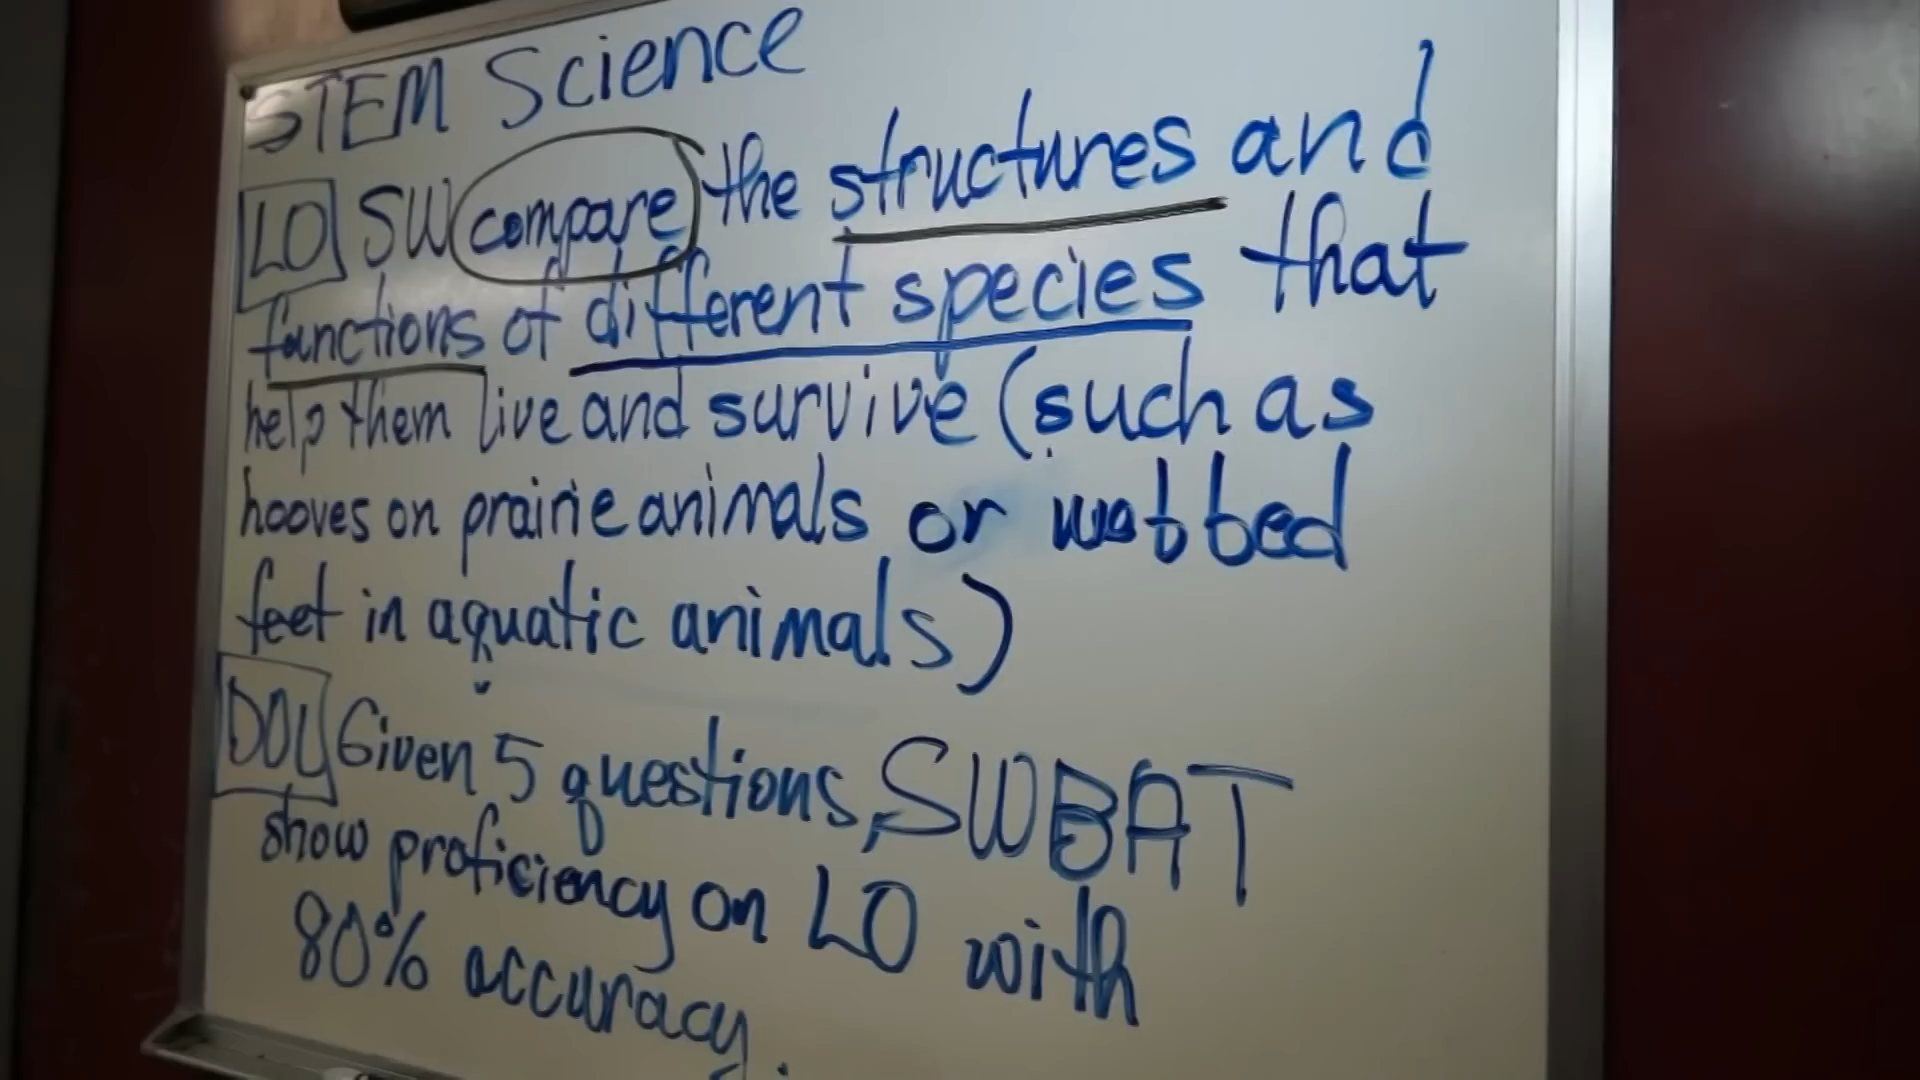 STEM Science
LO SW compare the structures and
functions of different species that
help them live and survive (such as
hooves on prairie animals or webbed
feet in aquatic animals)
DOL Given 5 questions, SWBAT
show proficiency on LO with
80% accuracy.